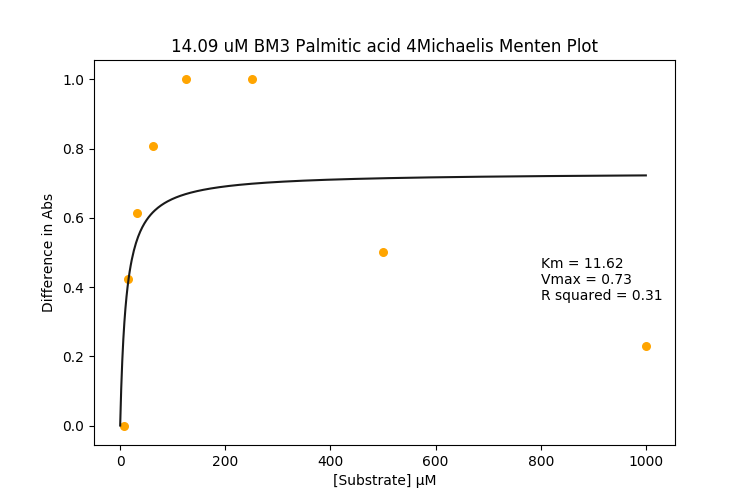 14.09 uM BM3 Palmitic acid 4Michaelis Menten Plot
1.0
0.8
0.6
0.4
0.2
0.0
Difference in Abs
Km = 11.62
Vmax = 0.73
R squared = 0.31
0 200 400 600 800 1000
[Substrate] μM